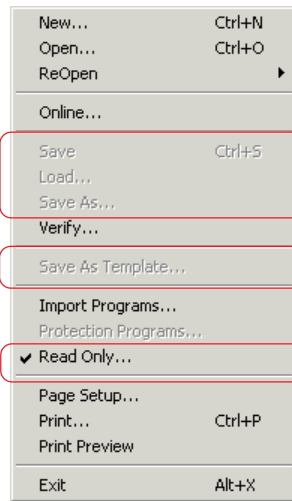 New... Ctrl+N
Open... Ctrl+O
ReOpen
Online...
Save Ctrl+S
Load...
Save As...
Verify...
Save As Template...
Import Programs...
Protection Programs...
Read Only...
Page Setup...
Print... Ctrl+P
Print Preview
Exit Alt+X